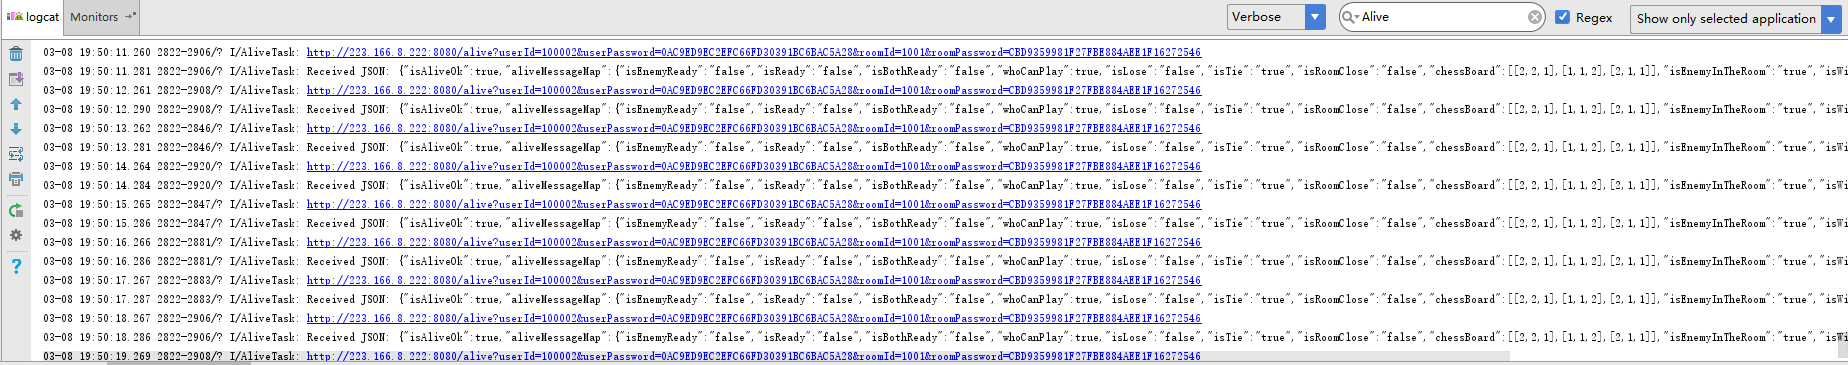 logcat Monitors Verbose Alive Regex Show only selected application
03-08 19:50:11.260 2822-2906/? I/AliveTask: http://223.166.8.222:8080/alive?userId=100002&userPassword=0AC9ED9EC2EFC66FD30391BC6BAC5A28&roomId=1001&roomPassword=CBD9359981F27FBE884AEE1F16272546
03-08 19:50:11.281 2822-2906/? I/AliveTask: Received JSON: {"isAliveOk":true,"aliveMessageMap":{"isEnemyReady":"false","isReady":"false","isBothReady":"false","whoCanPlay":true,"isLose":"false","isTie":"true","isRoomClose":"false","chessBoard":[[2,2,1],[1,1,2],[2,1,1]],"isEnemyInTheRoom":"true","isWi
03-08 19:50:12.261 2822-2908/? I/AliveTask: http://223.166.8.222:8080/alive?userId=100002&userPassword=0AC9ED9EC2EFC66FD30391BC6BAC5A28&roomId=1001&roomPassword=CBD9359981F27FBE884AEE1F16272546
03-08 19:50:12.290 2822-2908/? I/AliveTask: Received JSON: {"isAliveOk":true,"aliveMessageMap":{"isEnemyReady":"false","isReady":"false","isBothReady":"false","whoCanPlay":true,"isLose":"false","isTie":"true","isRoomClose":"false","chessBoard":[[2,2,1],[1,1,2],[2,1,1]],"isEnemyInTheRoom":"true","isWi
03-08 19:50:13.262 2822-2846/? I/AliveTask: http://223.166.8.222:8080/alive?userId=100002&userPassword=0AC9ED9EC2EFC66FD30391BC6BAC5A28&roomId=1001&roomPassword=CBD9359981F27FBE884AEE1F16272546
03-08 19:50:13.281 2822-2846/? I/AliveTask: Received JSON: {"isAliveOk":true,"aliveMessageMap":{"isEnemyReady":"false","isReady":"false","isBothReady":"false","whoCanPlay":true,"isLose":"false","isTie":"true","isRoomClose":"false","chessBoard":[[2,2,1],[1,1,2],[2,1,1]],"isEnemyInTheRoom":"true","isWi
03-08 19:50:14.264 2822-2920/? I/AliveTask: http://223.166.8.222:8080/alive?userId=100002&userPassword=0AC9ED9EC2EFC66FD30391BC6BAC5A28&roomId=1001&roomPassword=CBD9359981F27FBE884AEE1F16272546
03-08 19:50:14.284 2822-2920/? I/AliveTask: Received JSON: {"isAliveOk":true,"aliveMessageMap":{"isEnemyReady":"false","isReady":"false","isBothReady":"false","whoCanPlay":true,"isLose":"false","isTie":"true","isRoomClose":"false","chessBoard":[[2,2,1],[1,1,2],[2,1,1]],"isEnemyInTheRoom":"true","isWi
03-08 19:50:15.265 2822-2847/? I/AliveTask: http://223.166.8.222:8080/alive?userId=100002&userPassword=0AC9ED9EC2EFC66FD30391BC6BAC5A28&roomId=1001&roomPassword=CBD9359981F27FBE884AEE1F16272546
03-08 19:50:15.286 2822-2847/? I/AliveTask: Received JSON: {"isAliveOk":true,"aliveMessageMap":{"isEnemyReady":"false","isReady":"false","isBothReady":"false","whoCanPlay":true,"isLose":"false","isTie":"true","isRoomClose":"false","chessBoard":[[2,2,1],[1,1,2],[2,1,1]],"isEnemyInTheRoom":"true","isWi
03-08 19:50:16.266 2822-2881/? I/AliveTask: http://223.166.8.222:8080/alive?userId=100002&userPassword=0AC9ED9EC2EFC66FD30391BC6BAC5A28&roomId=1001&roomPassword=CBD9359981F27FBE884AEE1F16272546
03-08 19:50:16.286 2822-2881/? I/AliveTask: Received JSON: {"isAliveOk":true,"aliveMessageMap":{"isEnemyReady":"false","isReady":"false","isBothReady":"false","whoCanPlay":true,"isLose":"false","isTie":"true","isRoomClose":"false","chessBoard":[[2,2,1],[1,1,2],[2,1,1]],"isEnemyInTheRoom":"true","isWi
03-08 19:50:17.267 2822-2883/? I/AliveTask: http://223.166.8.222:8080/alive?userId=100002&userPassword=0AC9ED9EC2EFC66FD30391BC6BAC5A28&roomId=1001&roomPassword=CBD9359981F27FBE884AEE1F16272546
03-08 19:50:17.287 2822-2883/? I/AliveTask: Received JSON: {"isAliveOk":true,"aliveMessageMap":{"isEnemyReady":"false","isReady":"false","isBothReady":"false","whoCanPlay":true,"isLose":"false","isTie":"true","isRoomClose":"false","chessBoard":[[2,2,1],[1,1,2],[2,1,1]],"isEnemyInTheRoom":"true","isWi
03-08 19:50:18.267 2822-2906/? I/AliveTask: http://223.166.8.222:8080/alive?userId=100002&userPassword=0AC9ED9EC2EFC66FD30391BC6BAC5A28&roomId=1001&roomPassword=CBD9359981F27FBE884AEE1F16272546
03-08 19:50:18.286 2822-2906/? I/AliveTask: Received JSON: {"isAliveOk":true,"aliveMessageMap":{"isEnemyReady":"false","isReady":"false","isBothReady":"false","whoCanPlay":true,"isLose":"false","isTie":"true","isRoomClose":"false","chessBoard":[[2,2,1],[1,1,2],[2,1,1]],"isEnemyInTheRoom":"true","isWi
03-08 19:50:19.269 2822-2908/? I/AliveTask: http://223.166.8.222:8080/alive?userId=100002&userPassword=0AC9ED9EC2EFC66FD30391BC6BAC5A28&roomId=1001&roomPassword=CBD9359981F27FBE884AEE1F16272546